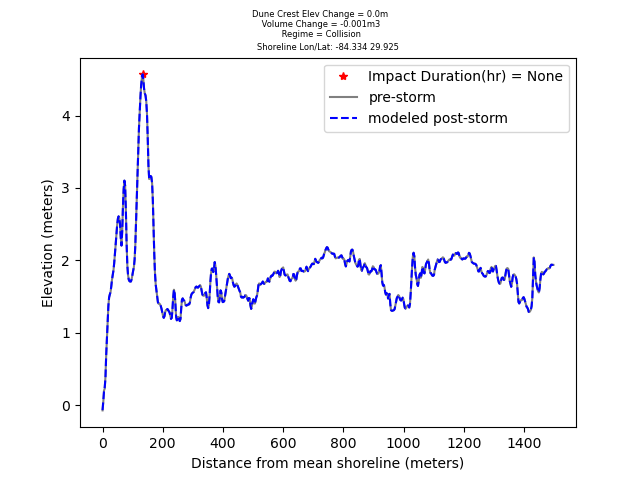 Dune Crest Elev Change = 0.0m
Volume Change = -0.001m3
Regime = Collision
Shoreline Lon/Lat: -84.334 29.925
Impact Duration(hr) = None
pre-storm
modeled post-storm
Elevation (meters)
4
3
2
1
0
0 200 400 600 800 1000 1200 1400
Distance from mean shoreline (meters)